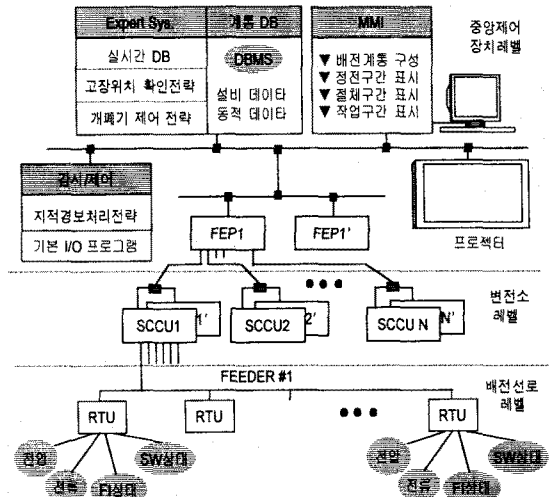 Expert Sys.
실시간 DB
고장위치 확인전략
개폐기 제어 전략
계통 DB
DBMS
설비 데이타
동적 데이타
MMI
▼ 배전계통 구성
▼ 정전구간 표시
▼ 절체구간 표시
▼ 작업구간 표시
중앙제어
장치레벨
감시/제어
지적경보처리전략
기본 I/O 프로그램
FEP1
FEP1'
프로젝터
변전소
레벨
SCCU1
1'
SCCU2
2'
SCCU N
N'
FEEDER #1
배전선로
레벨
RTU
RTU
RTU
전압
전류
FI상태
SW상태
전압
전류
FI상태
SW상태